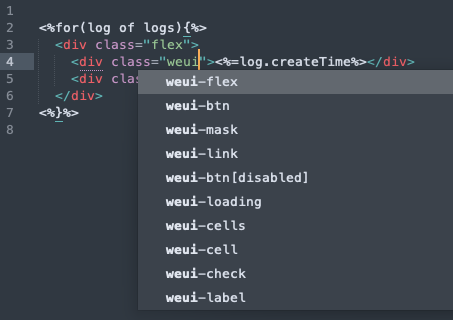 1
2 <%for(log of logs){%>
3 <div class="flex">
4 <div class="weui"><%=log.createTime%></div>
5 <div clas
6 </div>
7 <%}%>
8
weui-flex
weui-btn
weui-mask
weui-link
weui-btn[disabled]
weui-loading
weui-cells
weui-cell
weui-check
weui-label